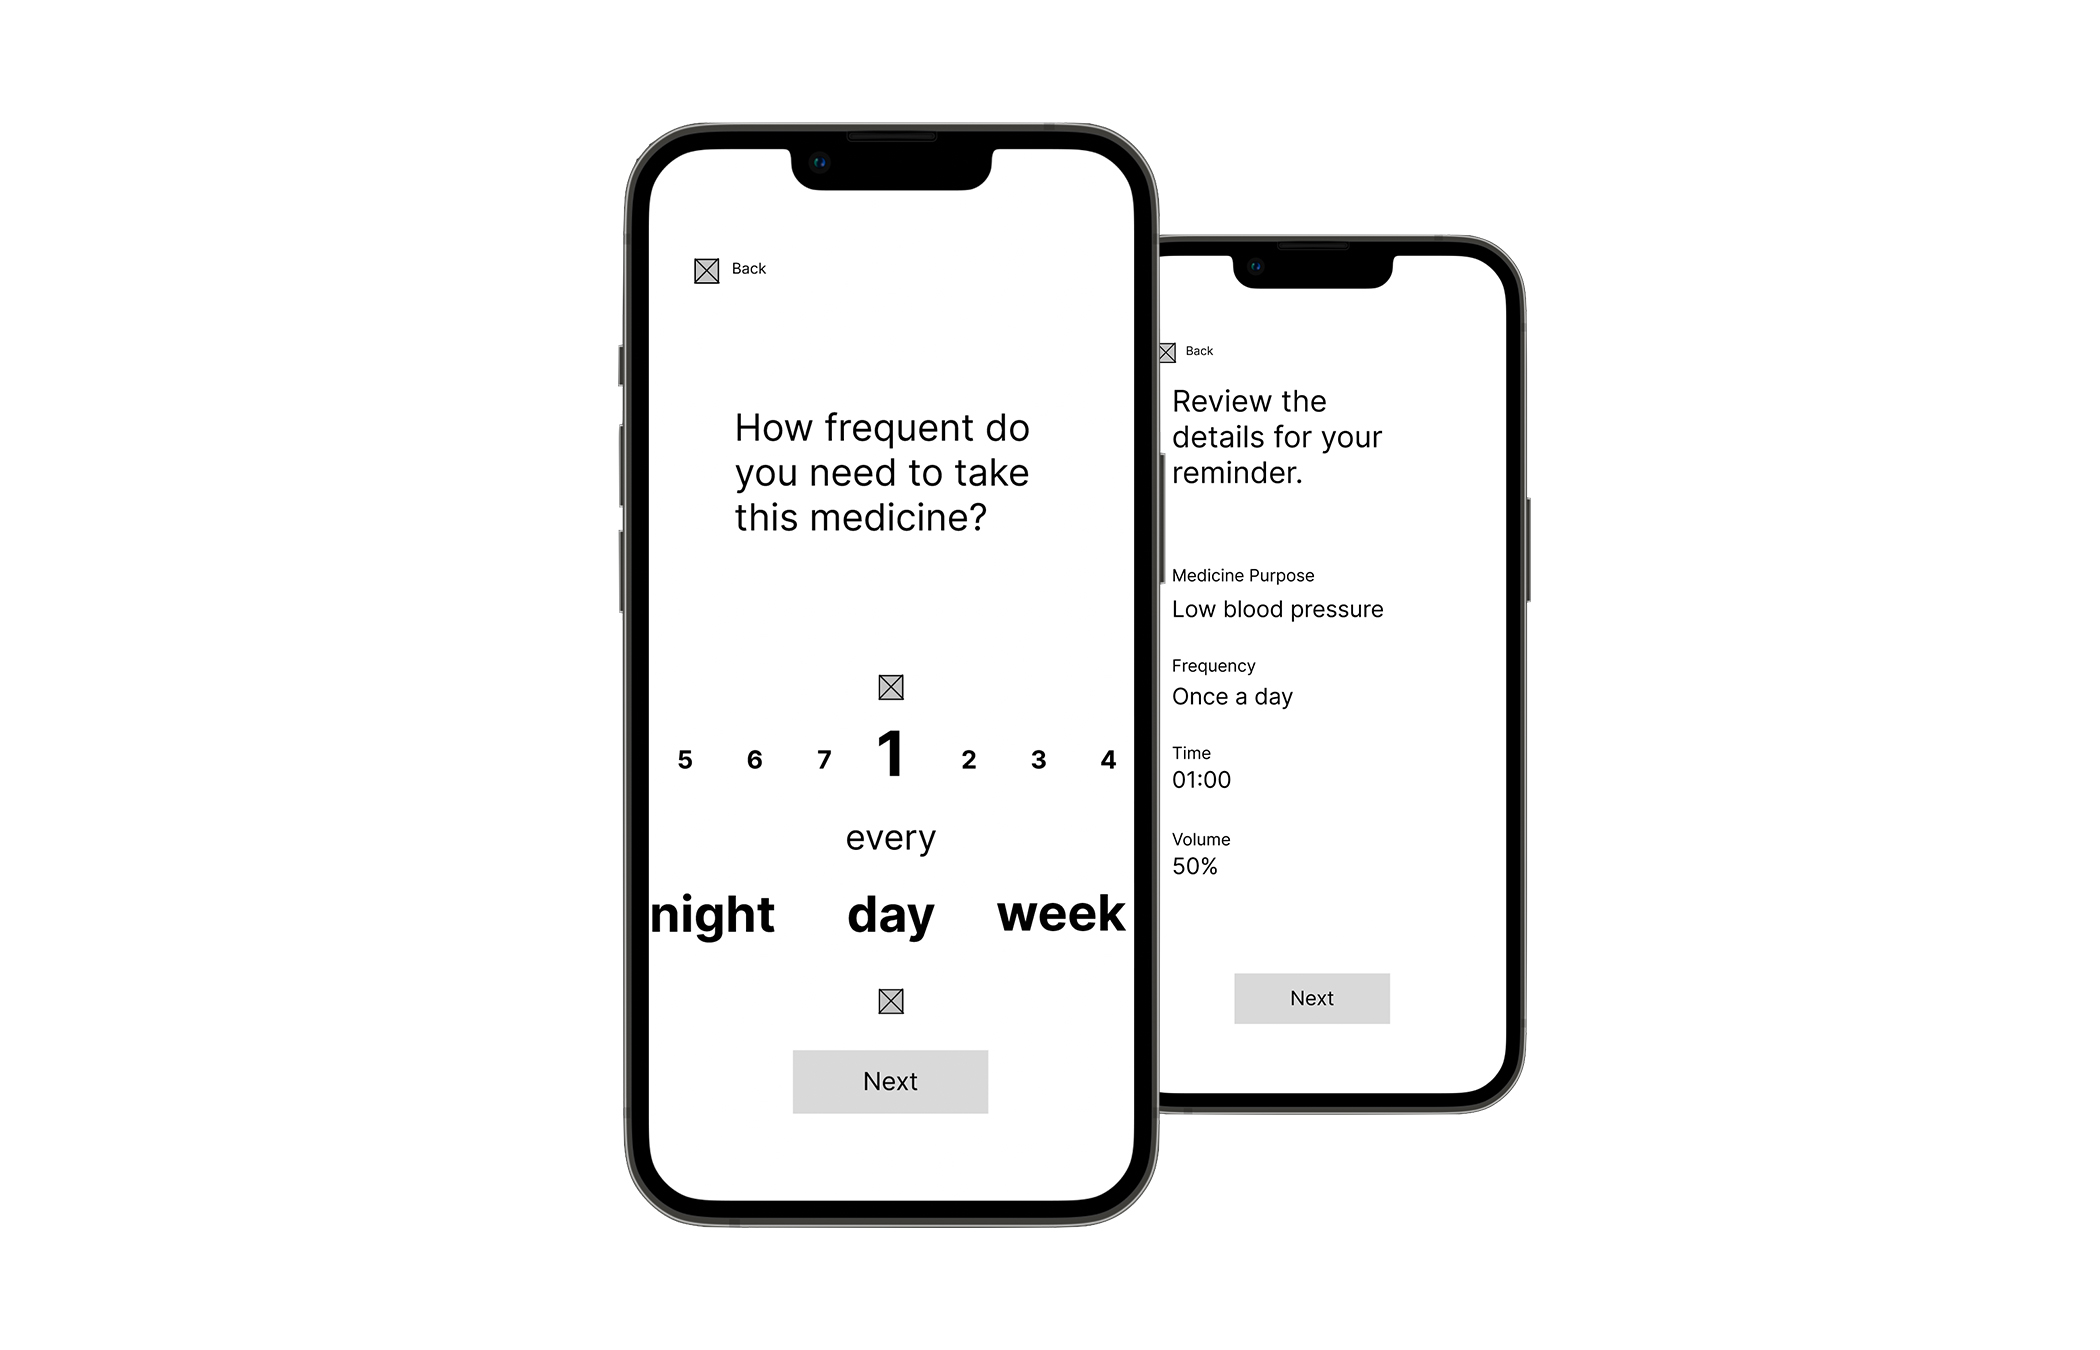 Back
How frequent do
you need to take
this medicine?
5 6 7 1 2 3 4
every
night day week
Next
Back
Review the
details for your
reminder.
Medicine Purpose
Low blood pressure
Frequency
Once a day
Time
01:00
Volume
50%
Next